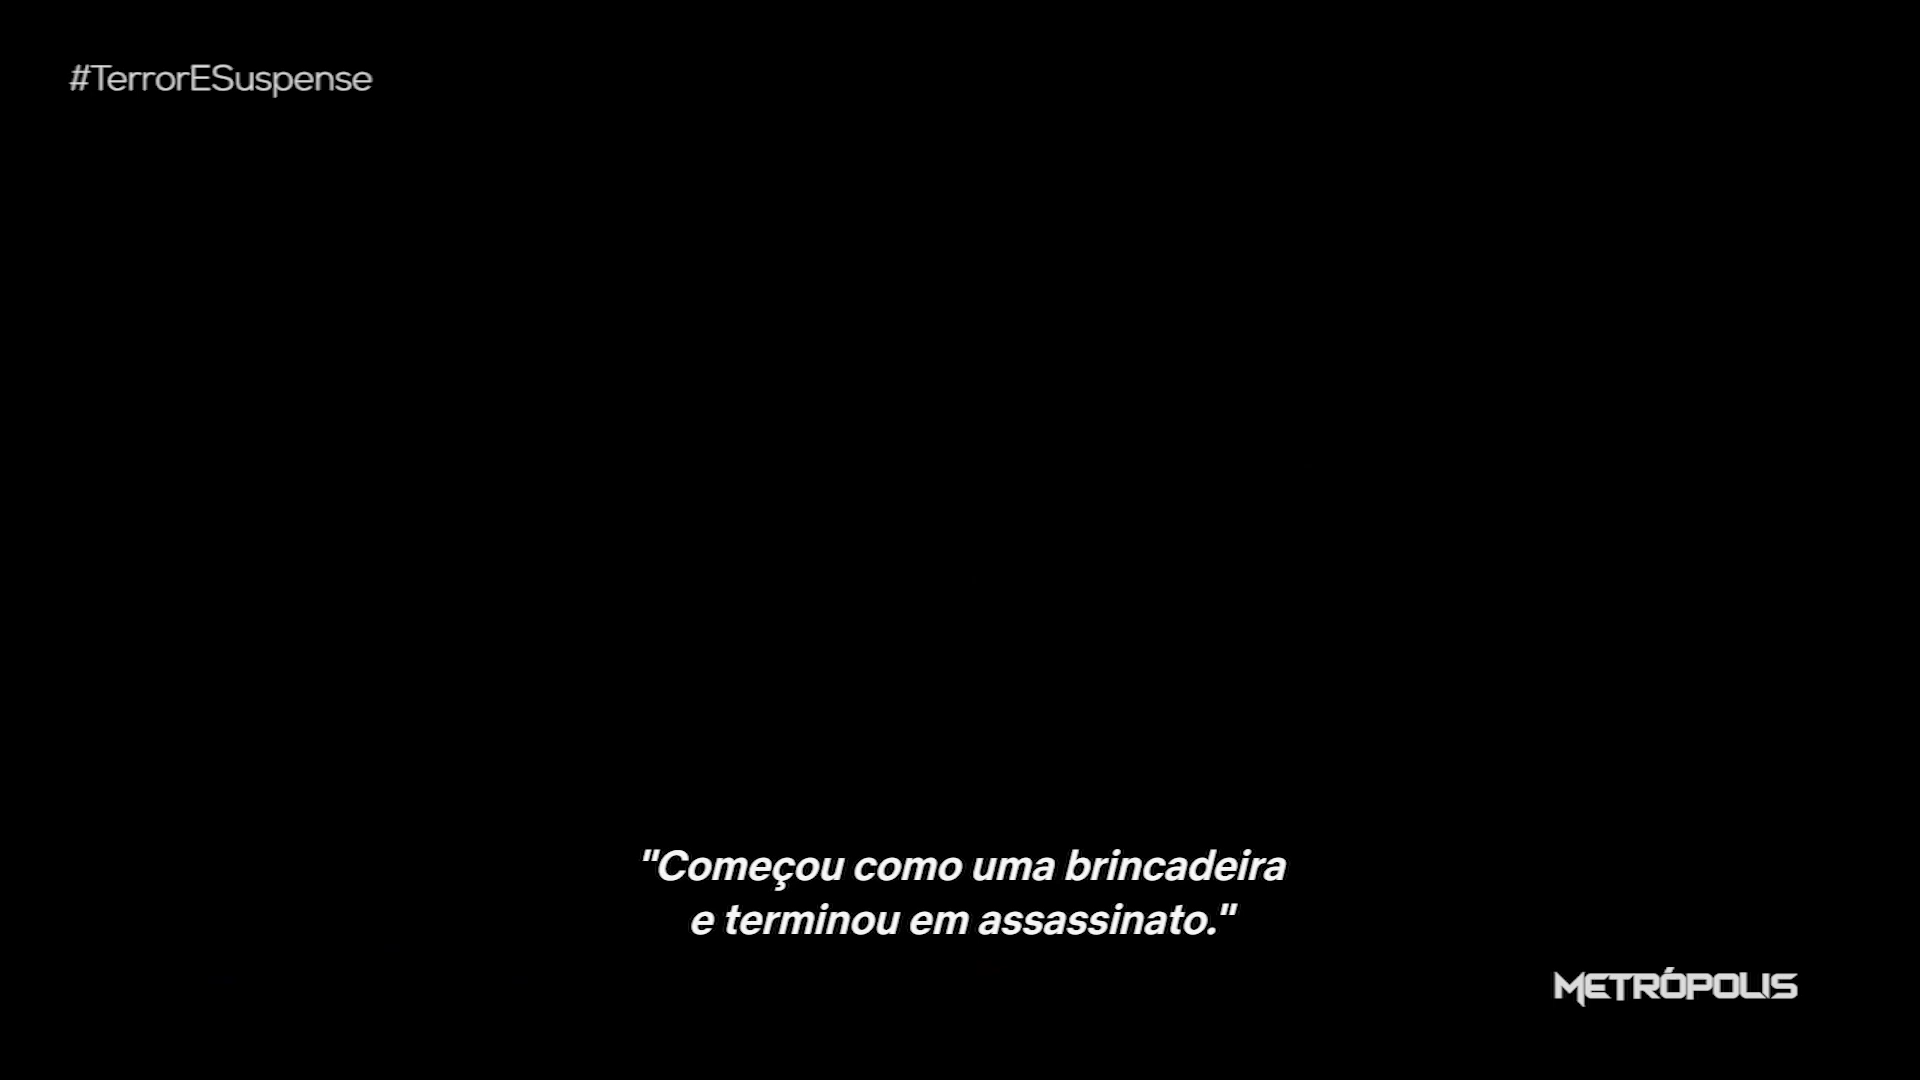 #TerrorESuspense
"Começou como uma brincadeira
e terminou em assassinato."
METRÓPOLIS